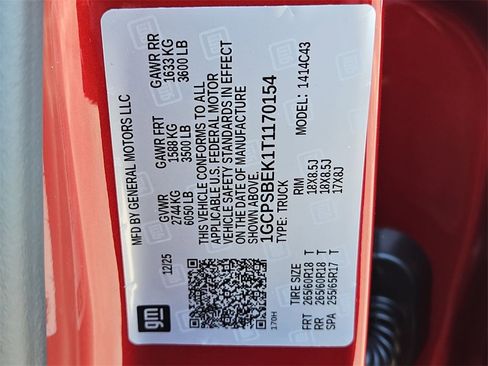 MFD BY GENERAL MOTORS LLC
12/25
GVWR GAWR FRT GAWR RR
2744 KG 1588 KG 1633 KG
6050 LB 3500 LB 3600 LB
THIS VEHICLE CONFORMS TO ALL
APPLICABLE U.S. FEDERAL MOTOR
VEHICLE SAFETY STANDARDS IN EFFECT
ON THE DATE OF MANUFACTURE
SHOWN ABOVE.
1GCPSBEK1T1170154
TYPE: TRUCK MODEL: 1414C43
TIRE SIZE RIM
FRT 265/60R18 T 18X8.5J
RR 265/60R18 T 18X8.5J
SPA 255/65R17 T 17X8J
gm
170H